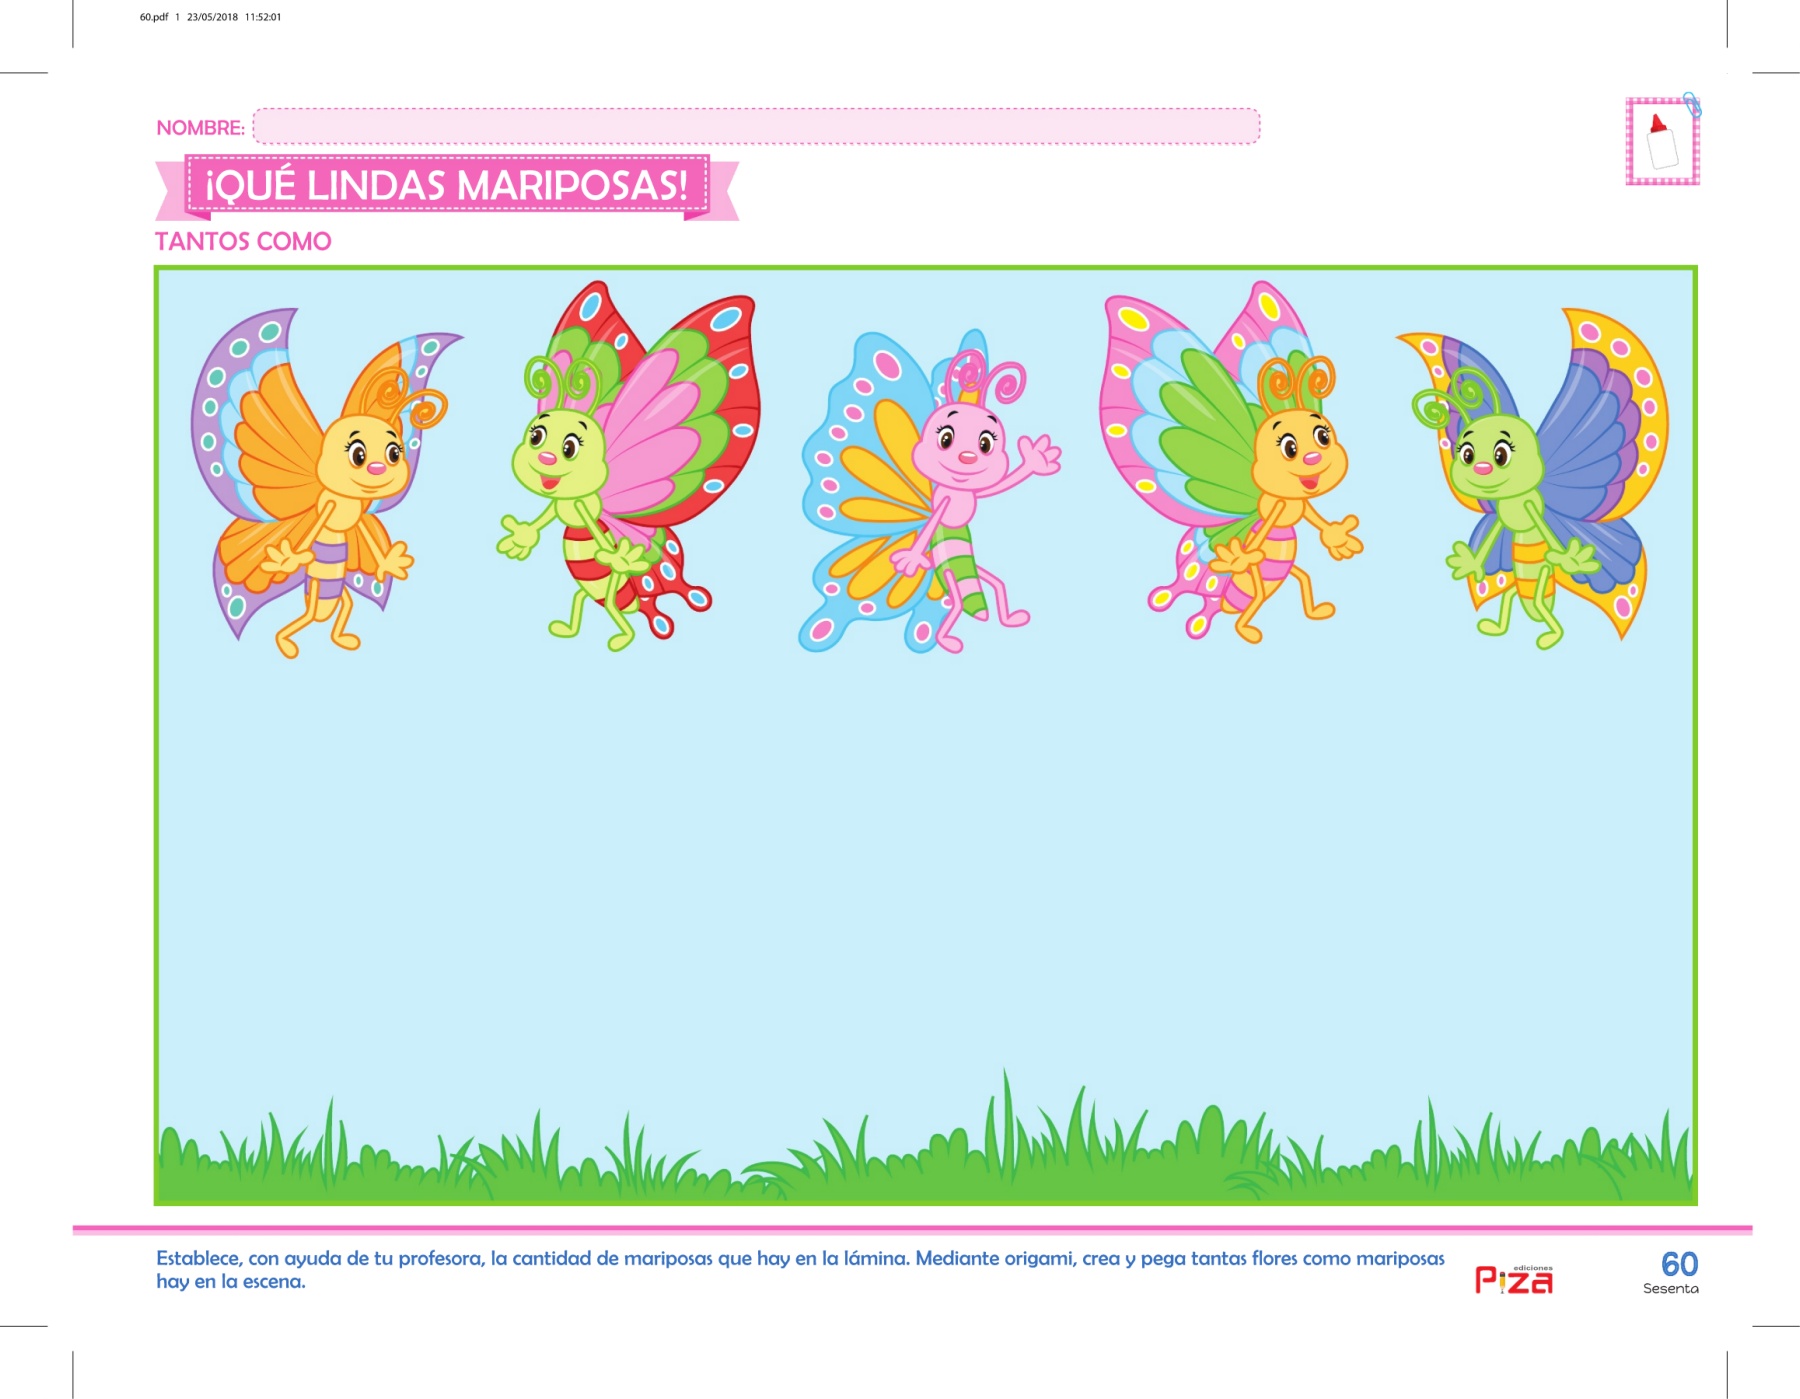 60.pdf 1 23/05/2018 11:52:01
NOMBRE:
¡QUÉ LINDAS MARIPOSAS!
TANTOS COMO
Establece, con ayuda de tu profesora, la cantidad de mariposas que hay en la lámina. Mediante origami, crea y pega tantas flores como mariposas
hay en la escena.
ediciones
Piza
60
Sesenta